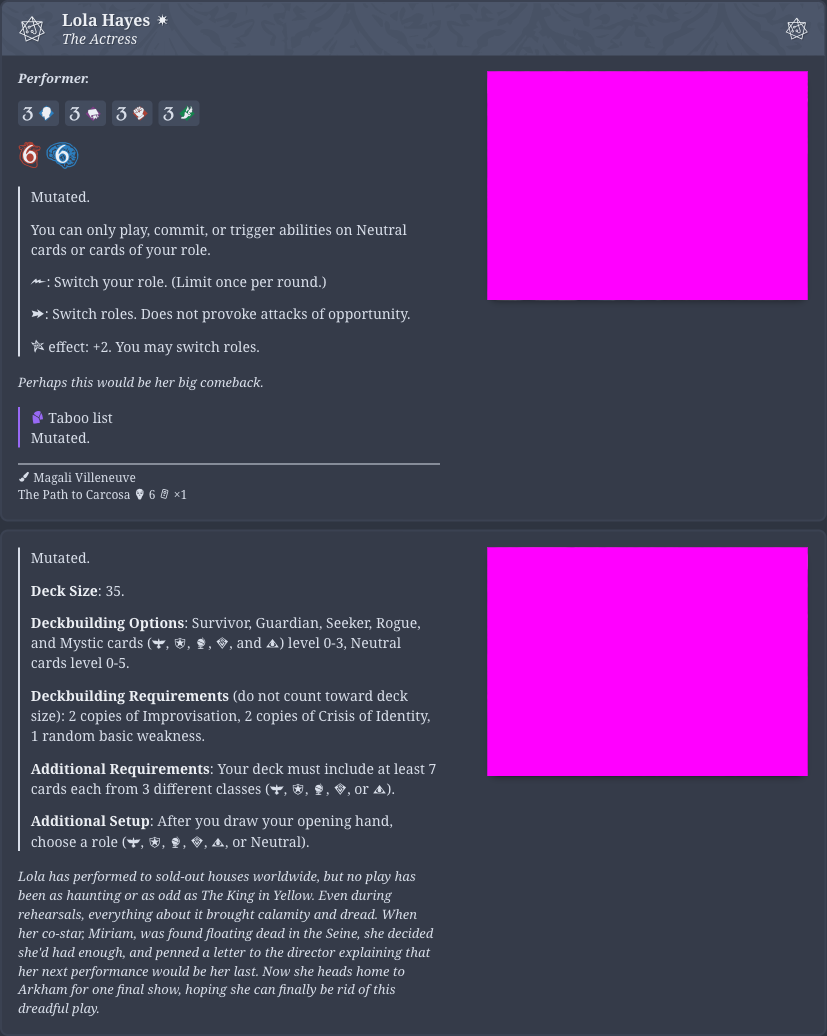 Lola Hayes
The Actress
Performer.
3 3 3 3
6 6
Mutated.
You can only play, commit, or trigger abilities on Neutral
cards or cards of your role.
: Switch your role. (Limit once per round.)
: Switch roles. Does not provoke attacks of opportunity.
effect: +2. You may switch roles.
Perhaps this would be her big comeback.
Taboo list
Mutated.
Magali Villeneuve
The Path to Carcosa 6 ×1
Mutated.
Deck Size: 35.
Deckbuilding Options: Survivor, Guardian, Seeker, Rogue,
and Mystic cards (, , , , and ) level 0-3, Neutral
cards level 0-5.
Deckbuilding Requirements (do not count toward deck
size): 2 copies of Improvisation, 2 copies of Crisis of Identity,
1 random basic weakness.
Additional Requirements: Your deck must include at least 7
cards each from 3 different classes (, , , , or ).
Additional Setup: After you draw your opening hand,
choose a role (, , , , , or Neutral).
Lola has performed to sold-out houses worldwide, but no play has
been as haunting or as odd as The King in Yellow. Even during
rehearsals, everything about it brought calamity and dread. When
her co-star, Miriam, was found floating dead in the Seine, she decided
she'd had enough, and penned a letter to the director explaining that
her next performance would be her last. Now she heads home to
Arkham for one final show, hoping she can finally be rid of this
dreadful play.